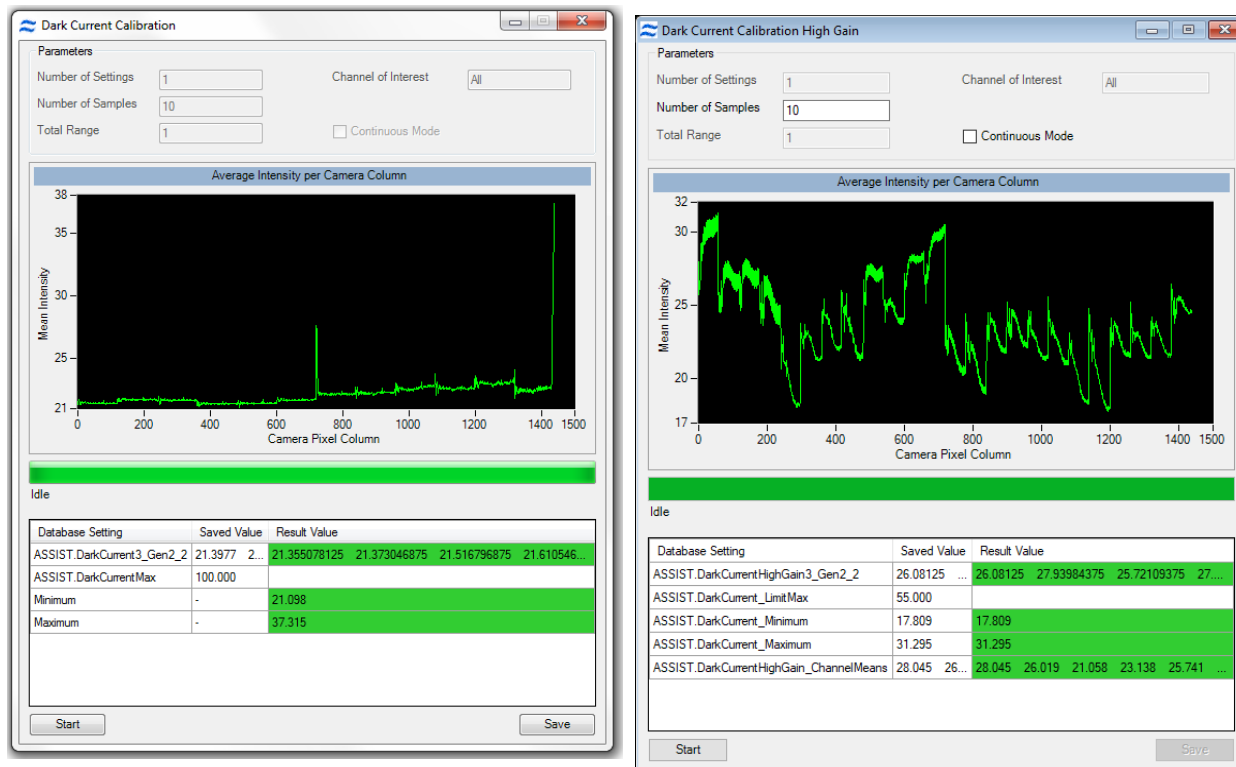 Dark Current Calibration
Parameters
Number of Settings 1 Channel of Interest All
Number of Samples 10
Total Range 1 Continuous Mode
Average Intensity per Camera Column
38
35
30
25
21
Mean Intensity
0 200 400 600 800 1000 1200 1400 1500
Camera Pixel Column
Idle
Database Setting Saved Value Result Value
ASSIST.DarkCurrent3_Gen2_2 21.3977 2... 21.355078125 21.373046875 21.516796875 21.610546...
ASSIST.DarkCurrentMax 100.000
Minimum - 21.098
Maximum - 37.315
Start Save
Dark Current Calibration High Gain
Parameters
Number of Settings 1 Channel of Interest All
Number of Samples 10
Total Range 1 Continuous Mode
Average Intensity per Camera Column
32
30
25
20
17
Mean Intensity
0 200 400 600 800 1000 1200 1400 1500
Camera Pixel Column
Idle
Database Setting Saved Value Result Value
ASSIST.DarkCurrentHighGain3_Gen2_2 26.08125 ... 26.08125 27.93984375 25.72109375 27....
ASSIST.DarkCurrent_LimitMax 55.000
ASSIST.DarkCurrent_Minimum 17.809 17.809
ASSIST.DarkCurrent_Maximum 31.295 31.295
ASSIST.DarkCurrentHighGain_ChannelMeans 28.045 26... 28.045 26.019 21.058 23.138 25.741 ...
Start Save